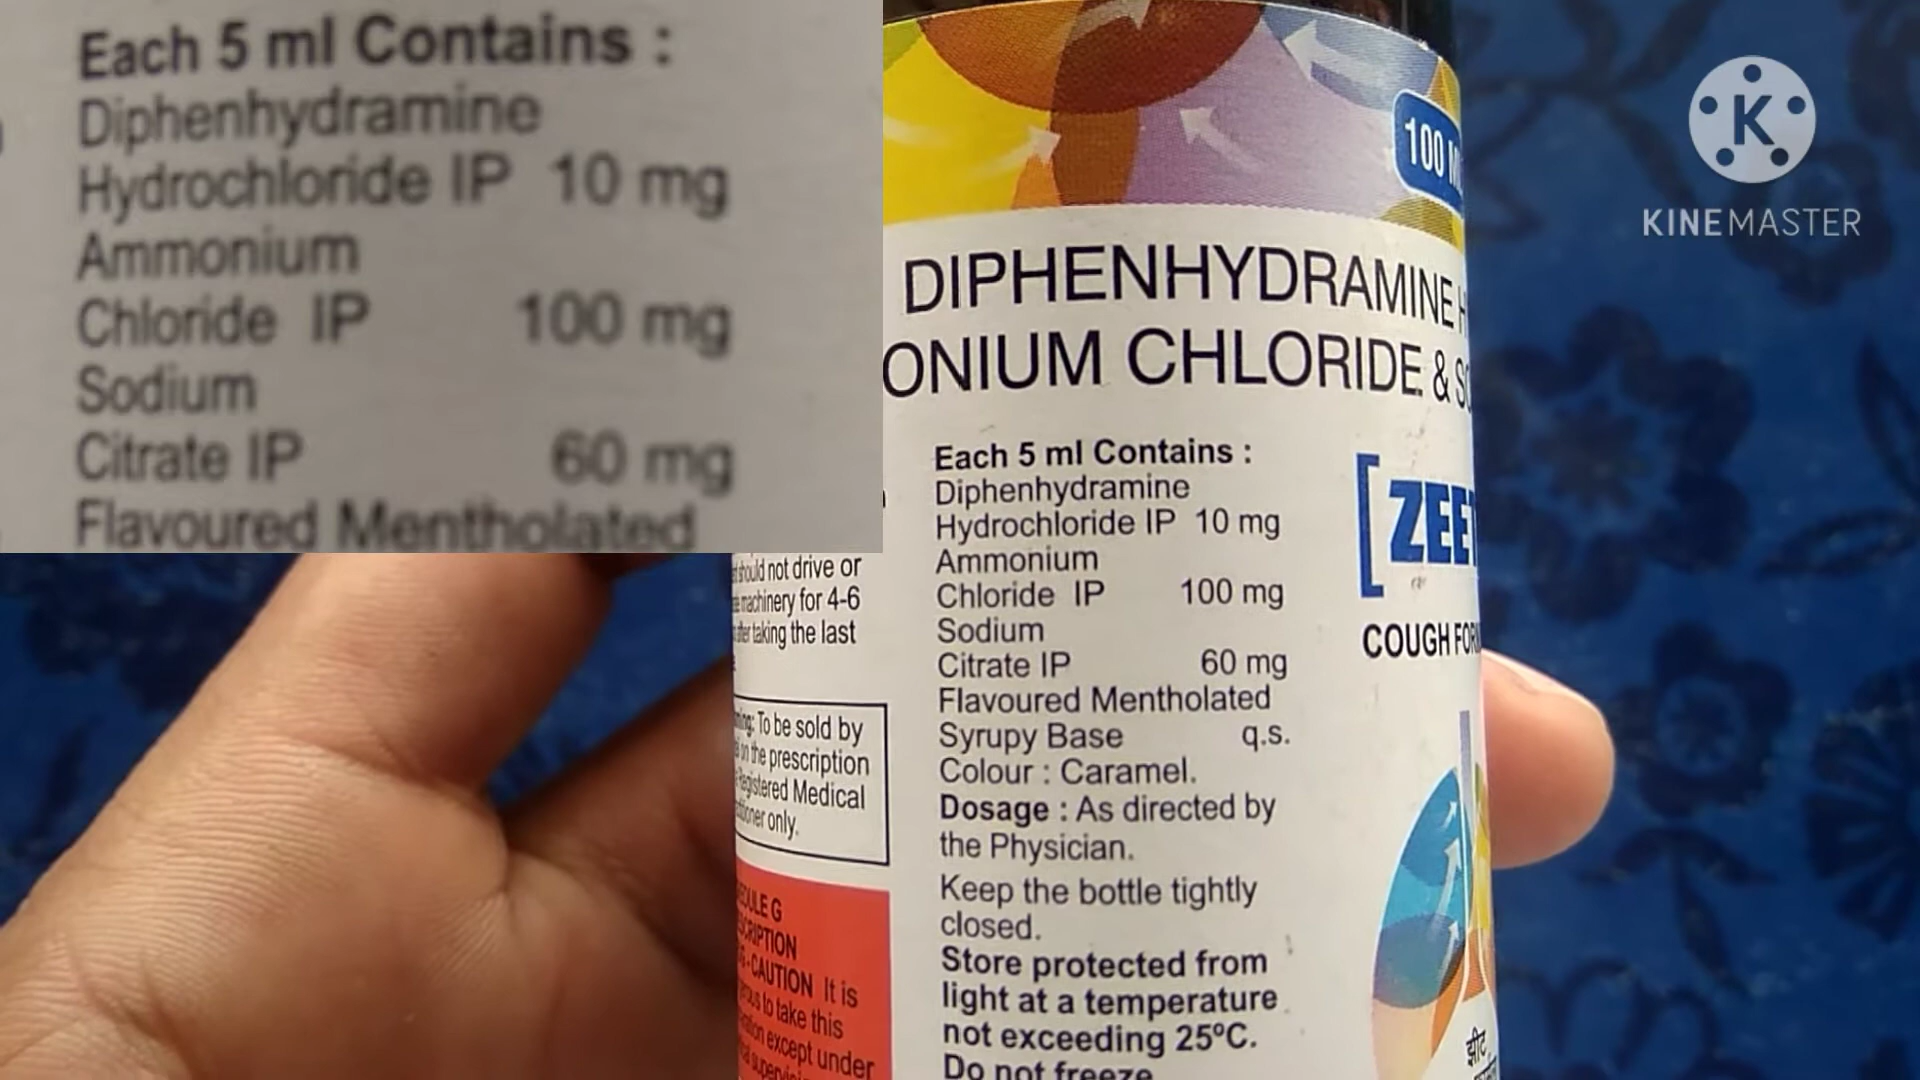 Each 5 ml Contains :
Diphenhydramine
Hydrochloride IP 10 mg
Ammonium
Chloride IP 100 mg
Sodium
Citrate IP 60 mg
Flavoured Mentholated
KINEMASTER
100
DIPHENHYDRAMINE
ONIUM CHLORIDE &
Each 5 ml Contains :
Diphenhydramine
Hydrochloride IP 10 mg
Ammonium
Chloride IP 100 mg
Sodium
Citrate IP 60 mg
Flavoured Mentholated
Syrupy Base q.s.
Colour : Caramel.
Dosage : As directed by
the Physician.
Keep the bottle tightly
closed.
Store protected from
light at a temperature
not exceeding 25ºC.
Do not freeze
[ZEE
COUGH
झीट
should not drive or
machinery for 4-6
after taking the last
To be sold by
on the prescription
Registered Medical
only.
G
CAUTION It is
to take this
except under